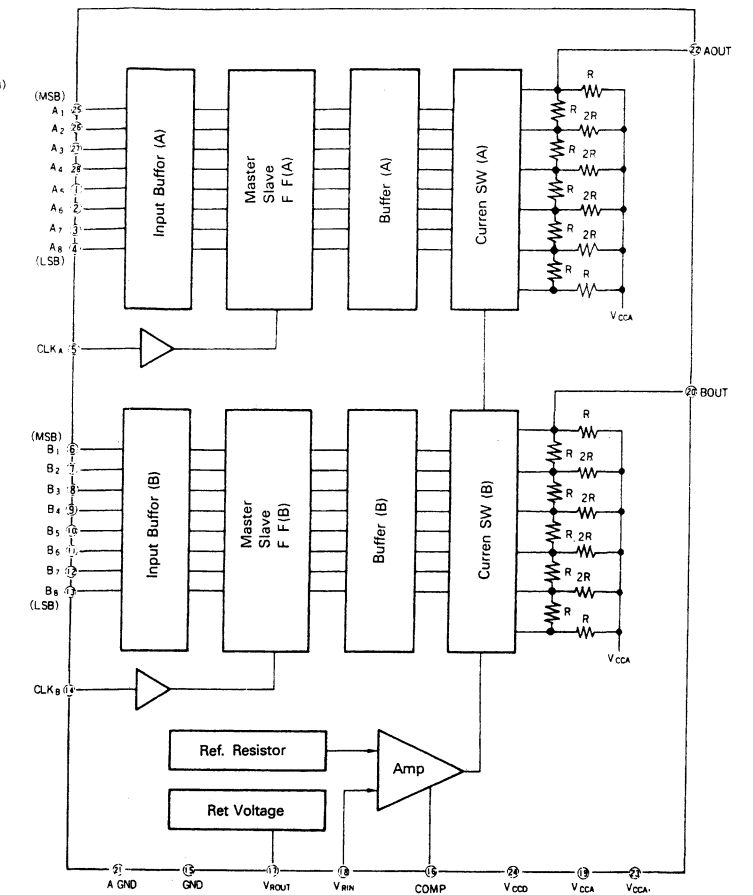 22 AOUT
)
(MSB)
A1 25
A2 26
A3 27
A4 28
A5 1
A6 2
A7 3
A8 4
(LSB)
Input Buffor (A)
Master
Slave
F F(A)
Buffer (A)
Curren SW (A)
R
R 2R
R 2R
R 2R
R 2R
R R
VCCA
CLKA 5
20 BOUT
(MSB)
B1 6
B2 7
B3 8
B4 9
B5 10
B6 11
B7 12
B8 13
(LSB)
Input Buffor (B)
Master
Slave
F F(B)
Buffer (B)
Curren SW (B)
R
R 2R
R 2R
R 2R
R 2R
R R
VCCA
CLKB 14
Ref. Resistor
Amp
Ret Voltage
21 15 17 18 16 24 19 23
A GND GND VROUT VRIN COMP VCCD VCCA VCCA.